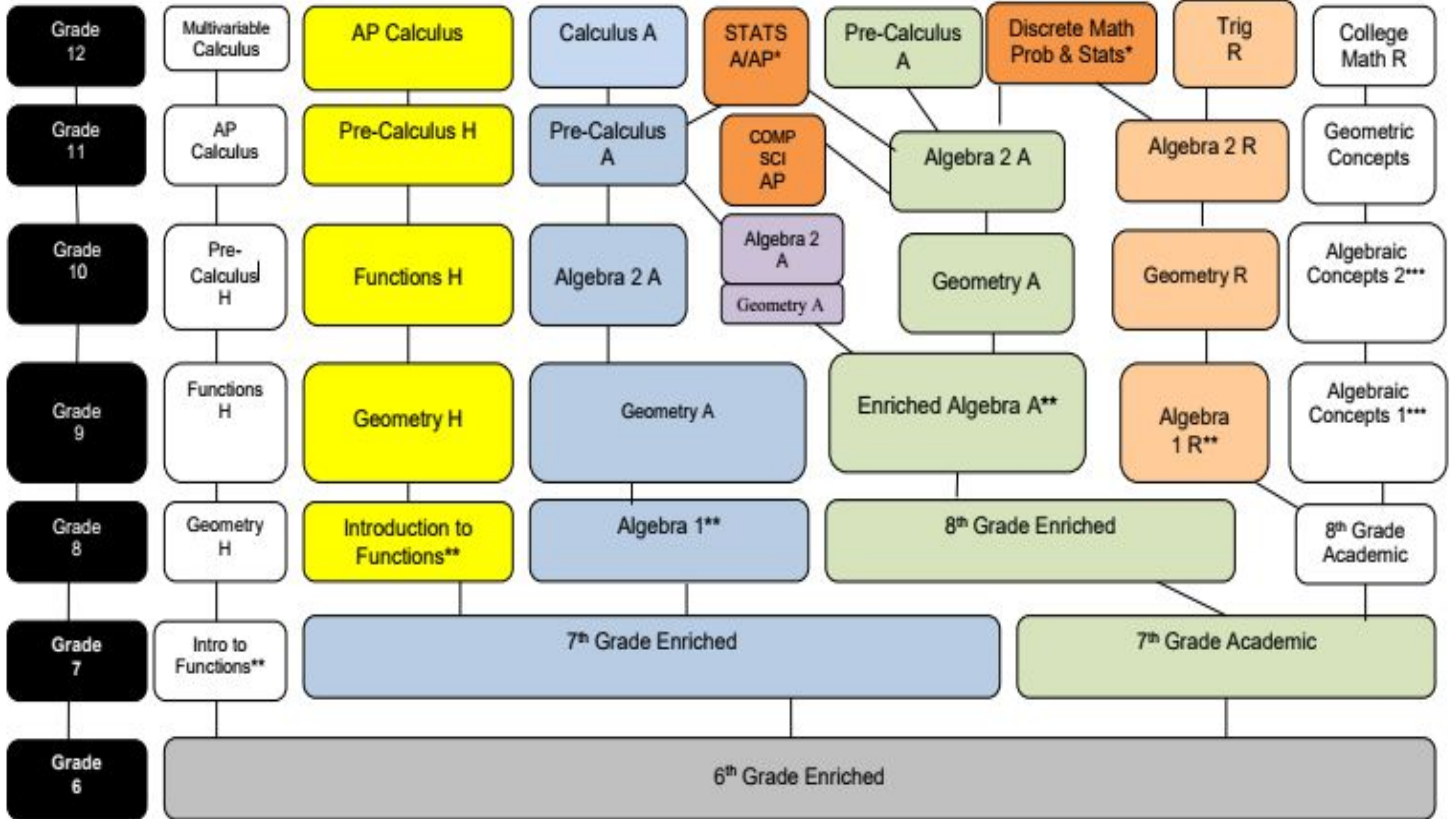 Grade
12
Multivariable
Calculus
AP Calculus
Calculus A
STATS
A/AP*
Pre-Calculus
A
Discrete Math
Prob & Stats*
Trig
R
College
Math R
Grade
11
AP
Calculus
Pre-Calculus H
Pre-Calculus
A
COMP
SCI
AP
Algebra 2 A
Algebra 2 R
Geometric
Concepts
Grade
10
Pre-
Calculus
H
Functions H
Algebra 2 A
Algebra 2
A
Geometry A
Geometry A
Geometry R
Algebraic
Concepts 2***
Grade
9
Functions
H
Geometry H
Geometry A
Enriched Algebra A**
Algebra
1 R**
Algebraic
Concepts 1***
Grade
8
Geometry
H
Introduction to
Functions**
Algebra 1**
8th Grade Enriched
8th Grade
Academic
Grade
7
Intro to
Functions**
7th Grade Enriched
7th Grade Academic
Grade
6
6th Grade Enriched